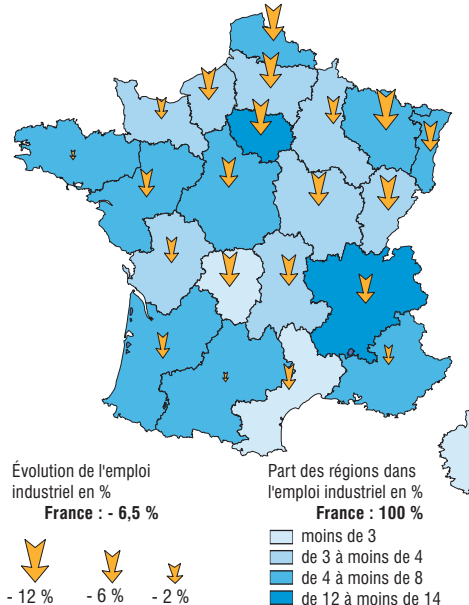 Évolution de l'emploi
industriel en %
France : - 6,5 %
- 12 %
- 6 %
- 2 %
Part des régions dans
l'emploi industriel en %
France : 100 %
moins de 3
de 3 à moins de 4
de 4 à moins de 8
de 12 à moins de 14